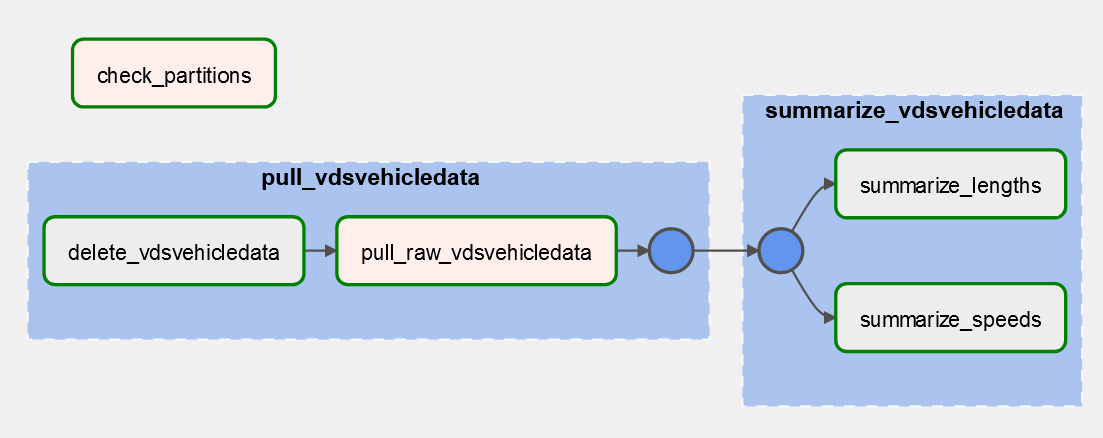 check_partitions
summarize_vdsvehicledata
pull_vdsvehicledata
summarize_lengths
delete_vdsvehicledata
pull_raw_vdsvehicledata
summarize_speeds